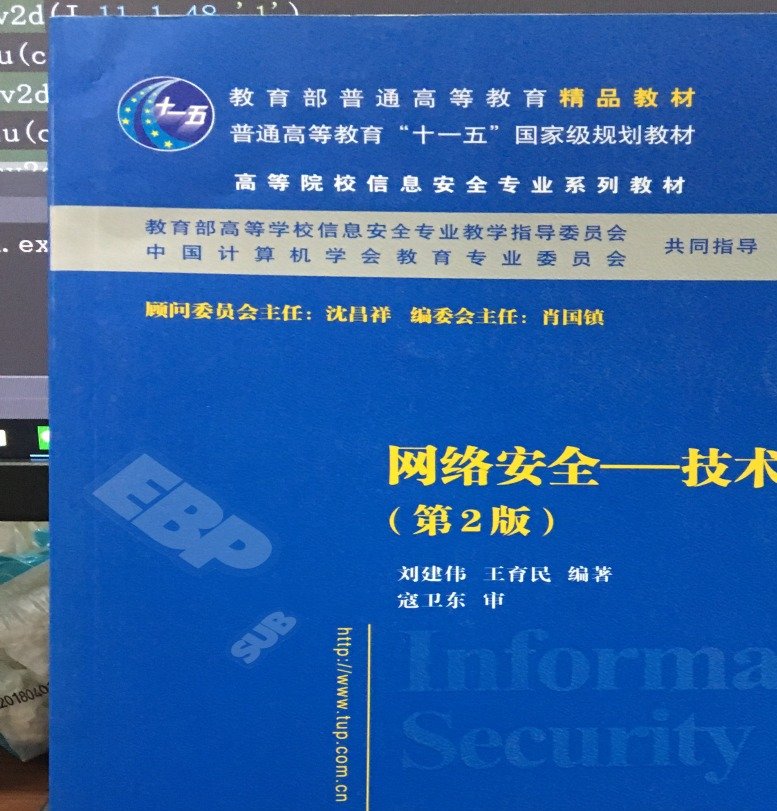 v2d(I 11 1 48 'l')
u(c
v2d
u(c
.ex
十一五
教育部普通高等教育精品教材
普通高等教育“十一五”国家级规划教材
高等院校信息安全专业系列教材
教育部高等学校信息安全专业教学指导委员会
中国计算机学会教育专业委员会
共同指导
顾问委员会主任：沈昌祥 编委会主任：肖国镇
网络安全——技术
（第2版）
刘建伟 王育民 编著
寇卫东 审
EBP
SUB
http://www.tup.com.cn
Informa
Security